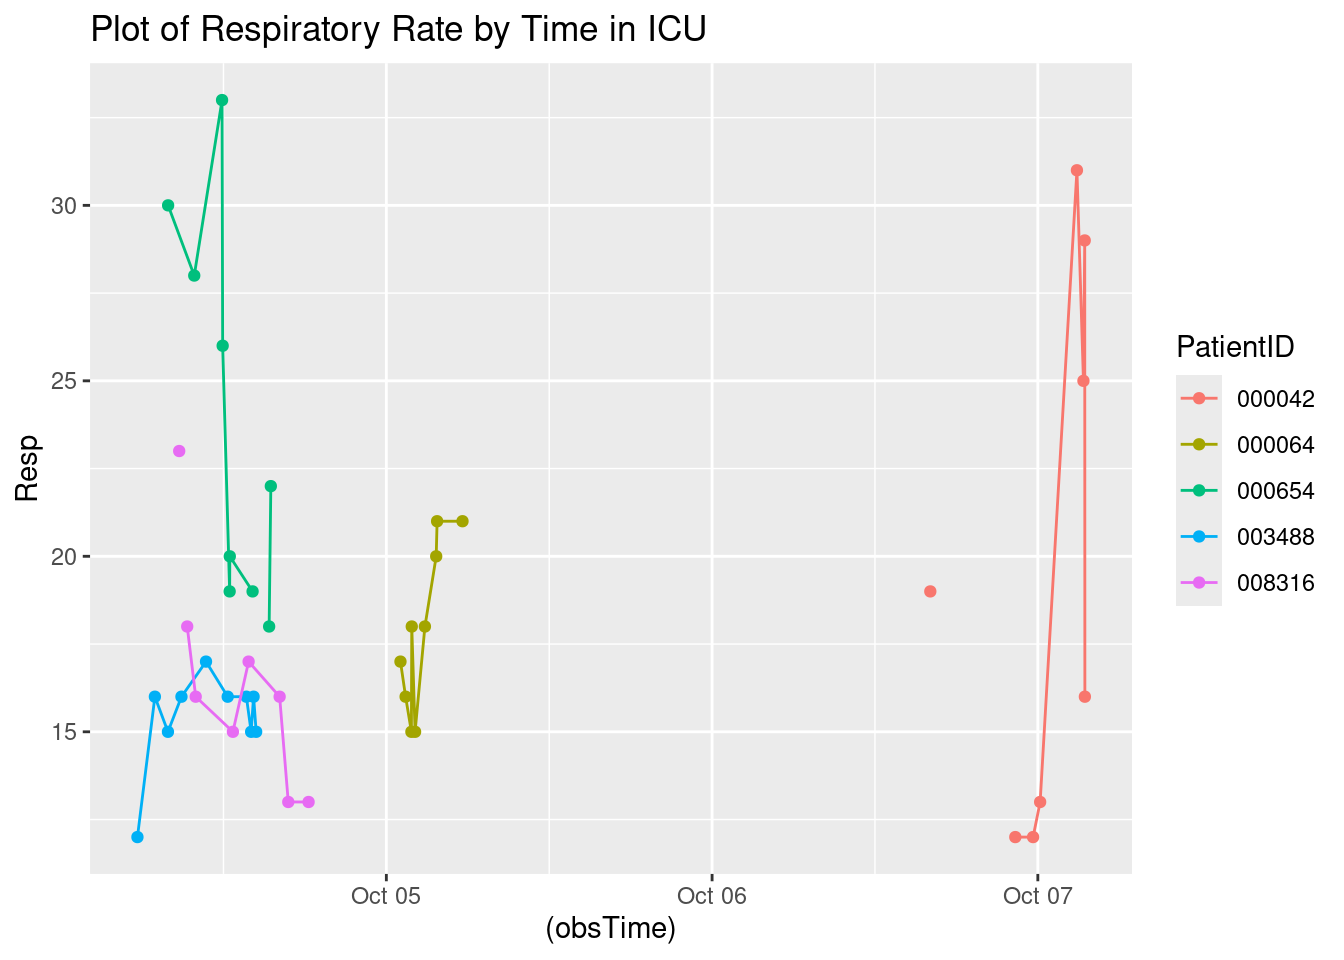 Plot of Respiratory Rate by Time in ICU
Resp
30
25
20
15
Oct 05
Oct 06
Oct 07
(obsTime)
PatientID
000042
000064
000654
003488
008316